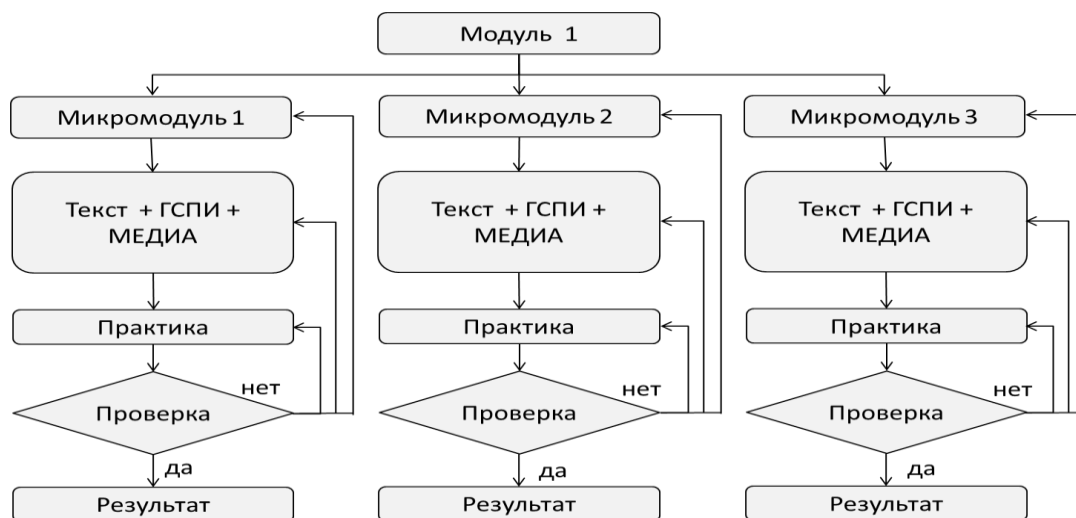 Модуль 1
Микромодуль 1
Микромодуль 2
Микромодуль 3
Текст + ГСПИ +
МЕДИА
Текст + ГСПИ +
МЕДИА
Текст + ГСПИ +
МЕДИА
Практика
Практика
Практика
нет
нет
нет
Проверка
Проверка
Проверка
да
да
да
Результат
Результат
Результат